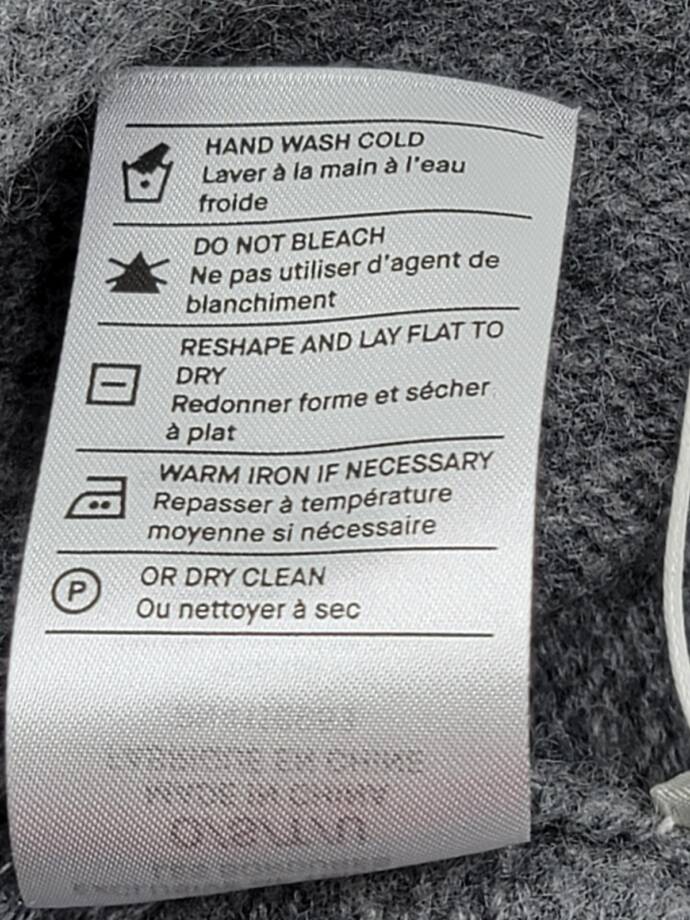 HAND WASH COLD
Laver à la main à l'eau
froide
DO NOT BLEACH
Ne pas utiliser d'agent de
blanchiment
RESHAPE AND LAY FLAT TO
DRY
Redonner forme et sécher
à plat
WARM IRON IF NECESSARY
Repasser à température
moyenne si nécessaire
P
OR DRY CLEAN
Ou nettoyer à sec